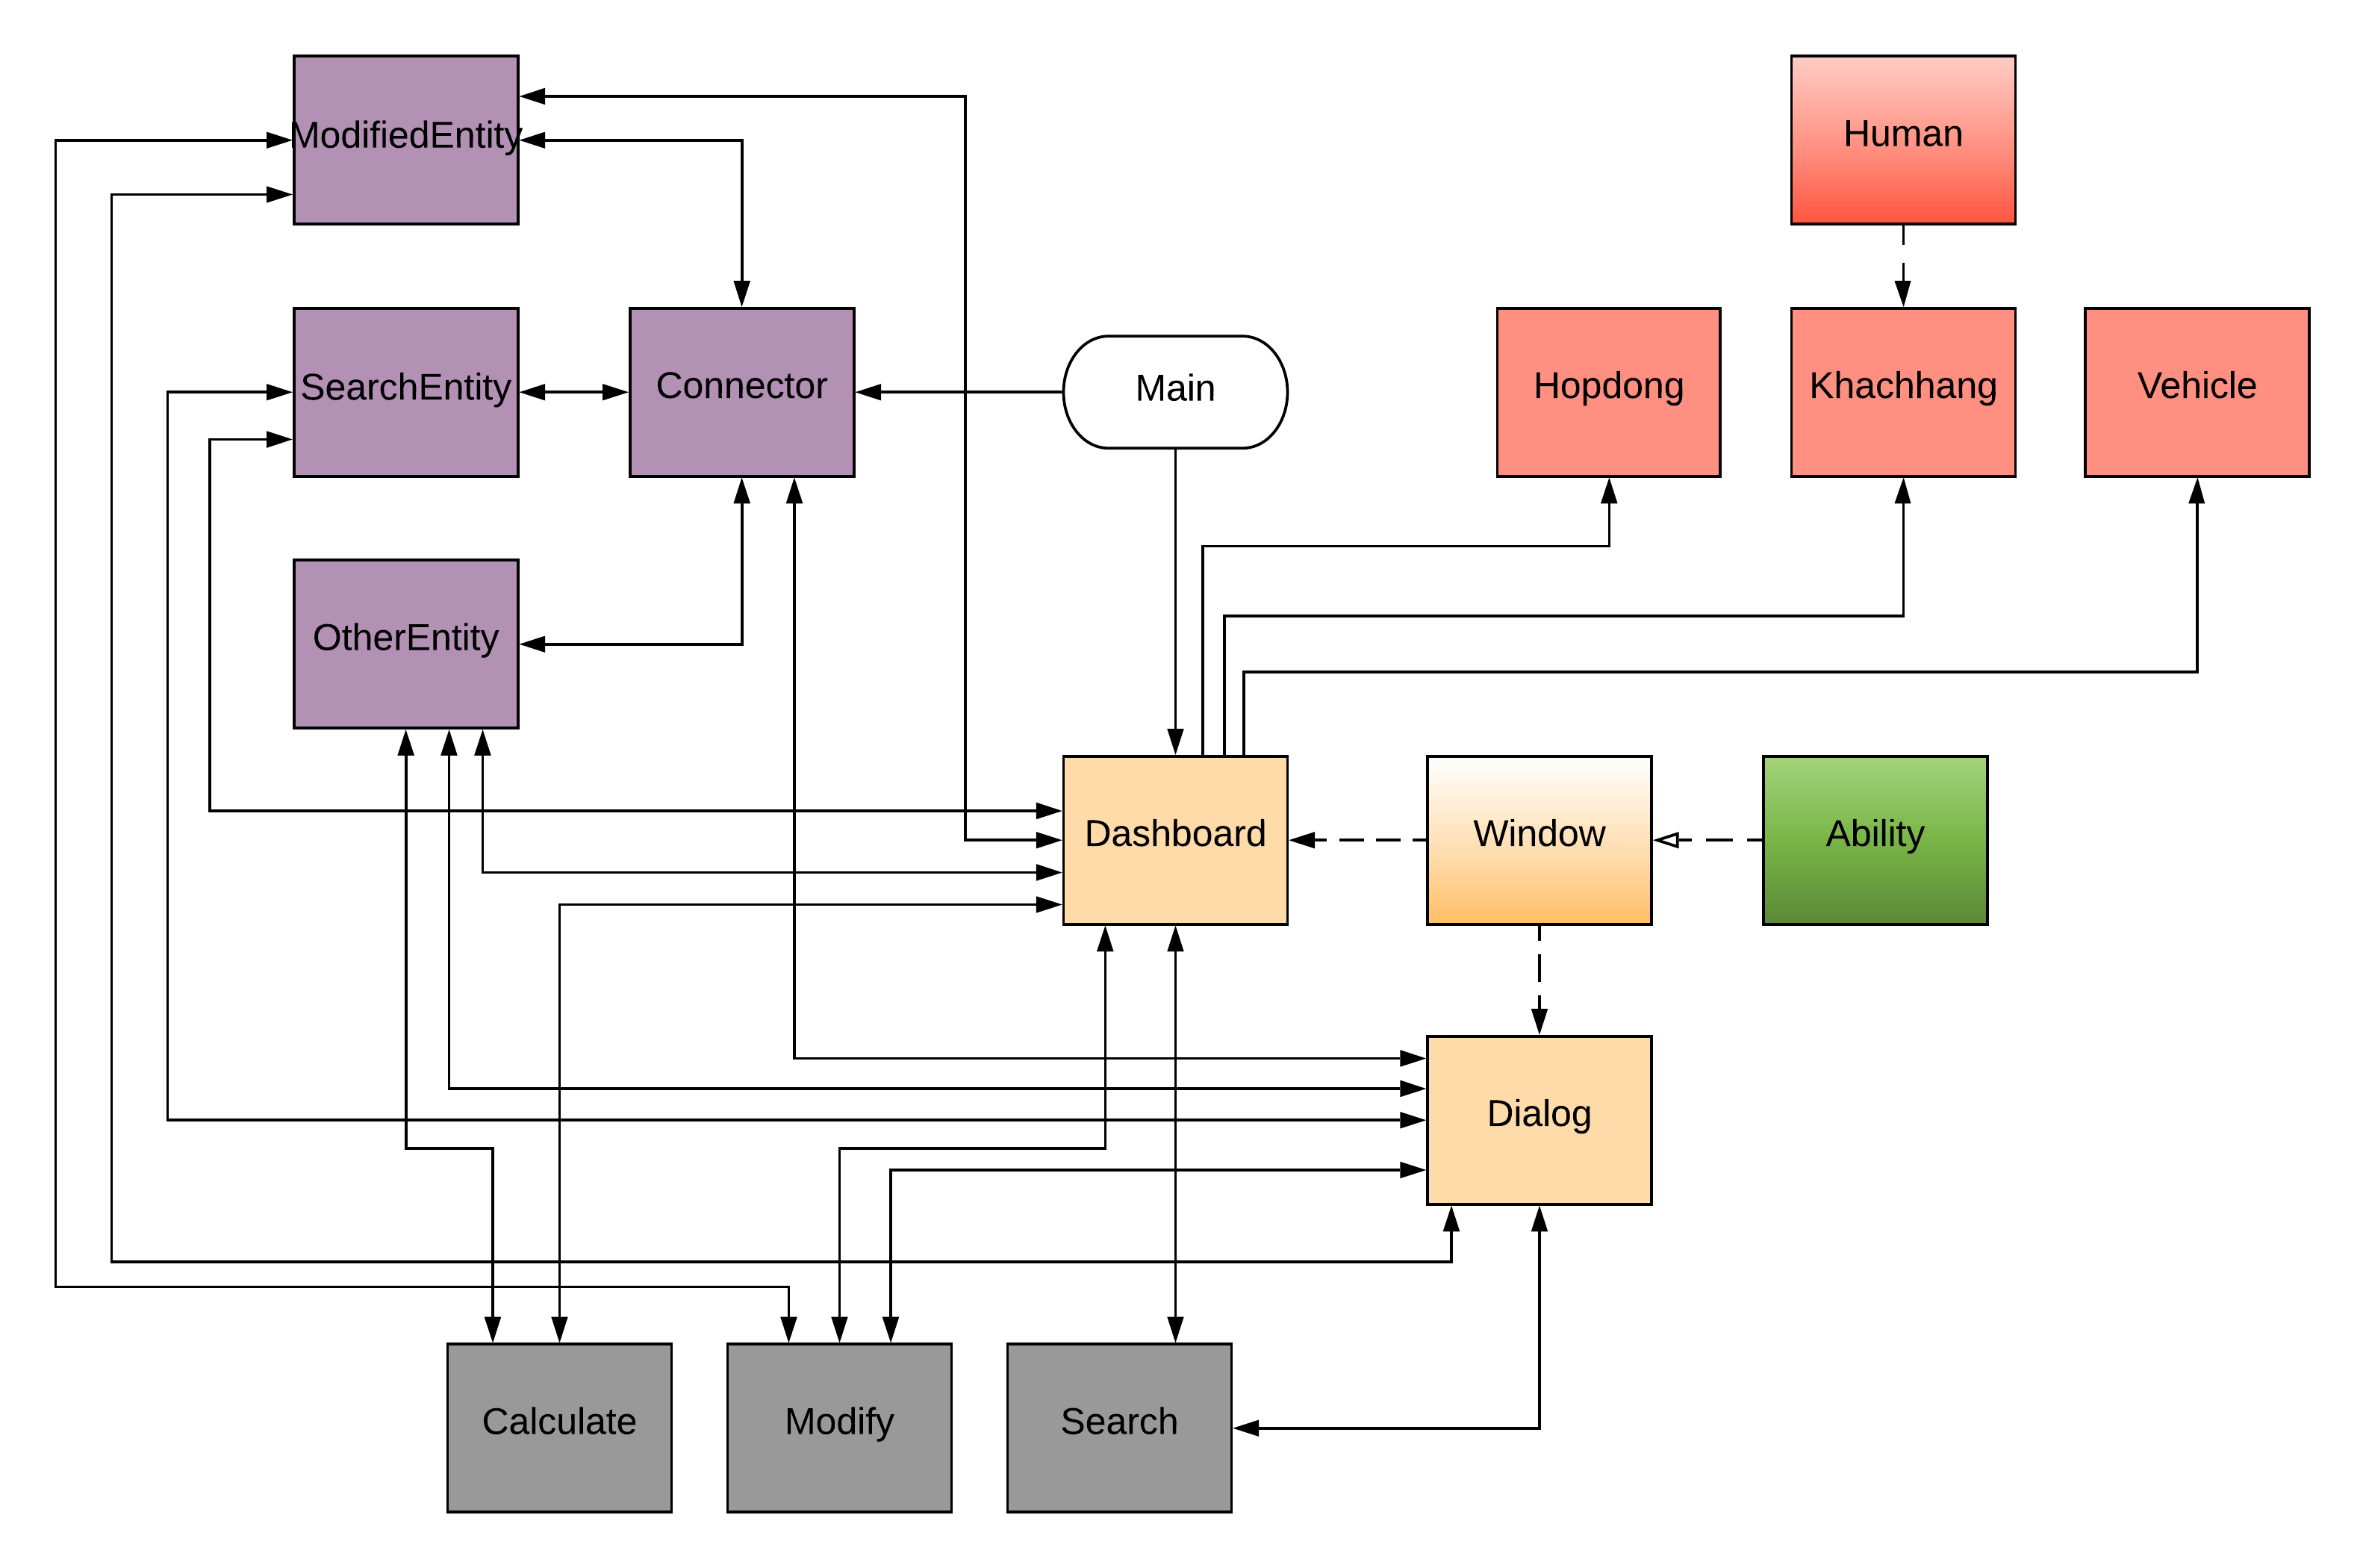 ModifiedEntity
Human
SearchEntity
Connector
Main
Hopdong
Khachhang
Vehicle
OtherEntity
Dashboard
Window
Ability
Dialog
Calculate
Modify
Search